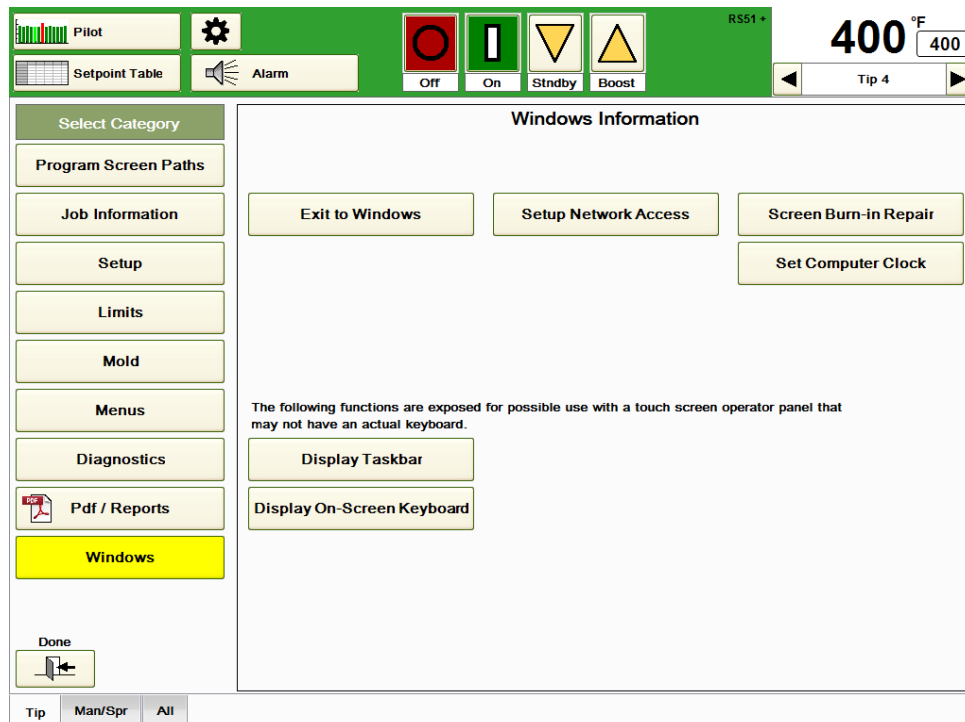 Pilot
Setpoint Table
Alarm
Off
On
Stndby
Boost
RS51 +
400 °F
400
Tip 4
Select Category
Program Screen Paths
Job Information
Setup
Limits
Mold
Menus
Diagnostics
PDF
Pdf / Reports
Windows
Done
Windows Information
Exit to Windows
Setup Network Access
Screen Burn-in Repair
Set Computer Clock
The following functions are exposed for possible use with a touch screen operator panel that
may not have an actual keyboard.
Display Taskbar
Display On-Screen Keyboard
Tip
Man/Spr
All